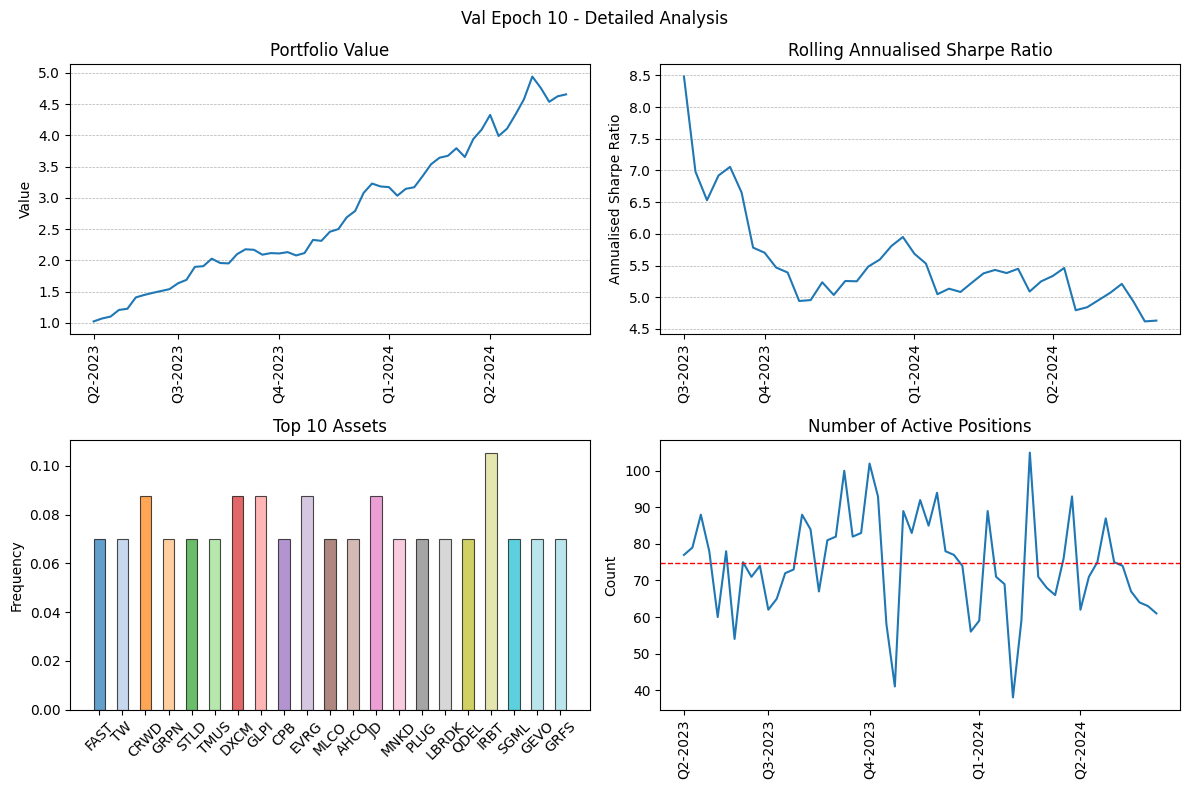 Val Epoch 10 - Detailed Analysis
Portfolio Value
Value
5.0
4.5
4.0
3.5
3.0
2.5
2.0
1.5
1.0
Q2-2023
Q3-2023
Q4-2023
Q1-2024
Q2-2024
Rolling Annualised Sharpe Ratio
Annualised Sharpe Ratio
8.5
8.0
7.5
7.0
6.5
6.0
5.5
5.0
4.5
Q3-2023
Q4-2023
Q1-2024
Q2-2024
Top 10 Assets
Frequency
0.10
0.08
0.06
0.04
0.02
0.00
FAST
TW
CRWD
GRPN
STLD
TMUS
DXCM
GLPI
CPB
EVRG
MLCO
AHCO
JD
MNKD
PLUG
LBRDK
QDEL
IRBT
SGML
GEVO
GRFS
Number of Active Positions
Count
100
90
80
70
60
50
40
Q2-2023
Q3-2023
Q4-2023
Q1-2024
Q2-2024